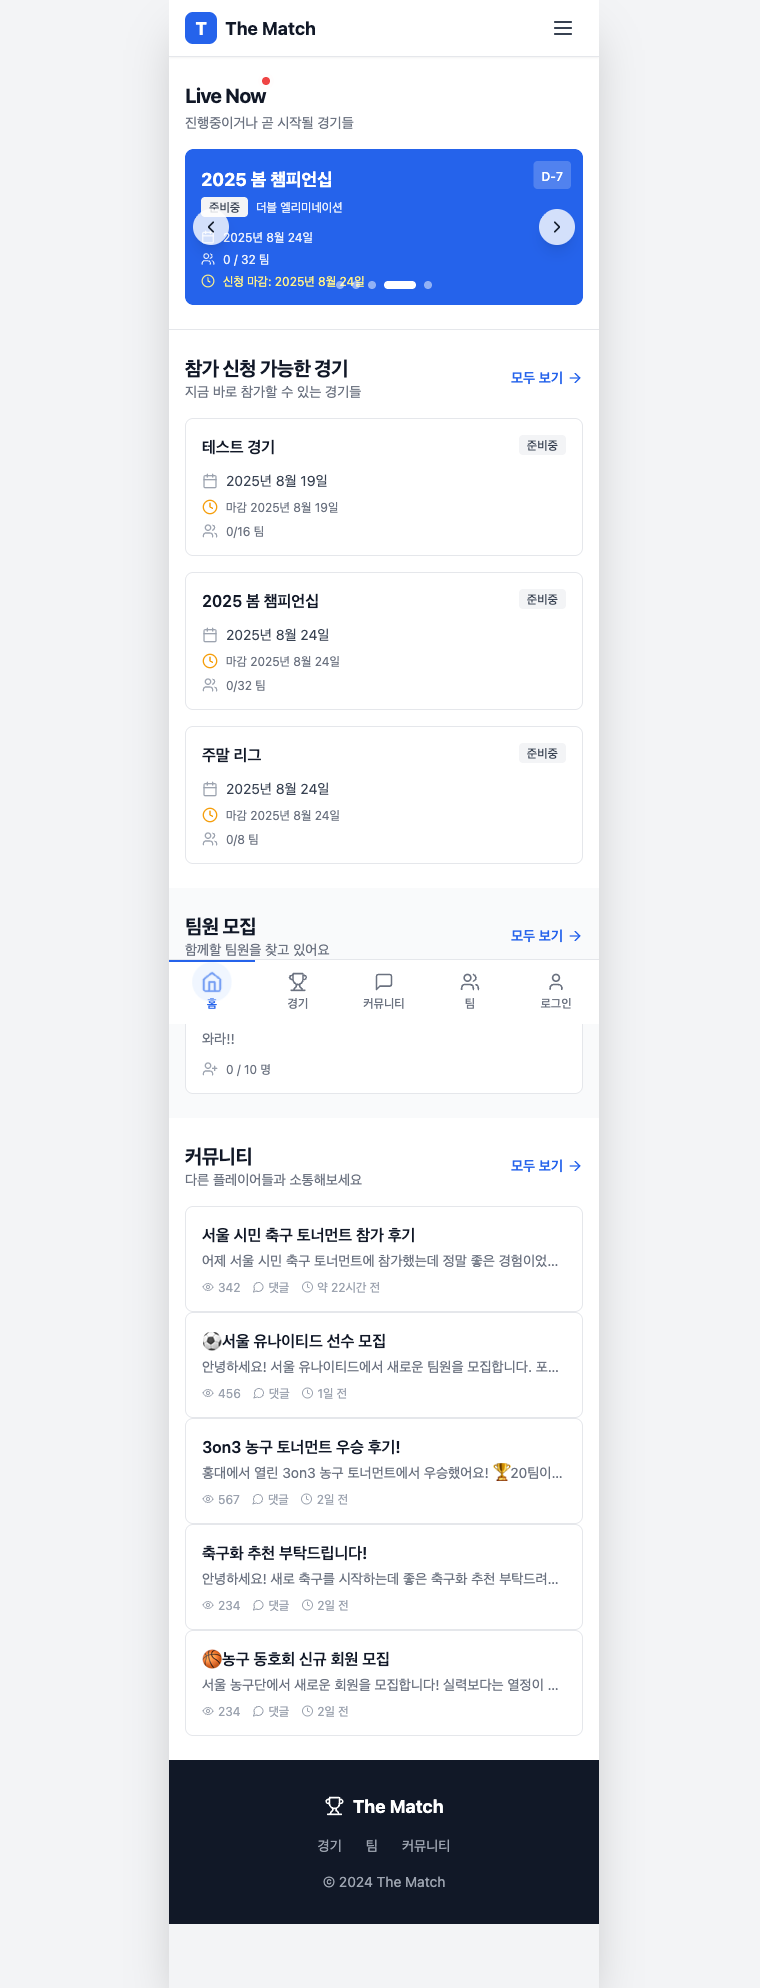 T The Match
Live Now
진행중이거나 곧 시작될 경기들
2025 봄 챔피언십
D-7
준비중 더블 엘리미네이션
2025년 8월 24일
0 / 32 팀
신청 마감: 2025년 8월 24일
참가 신청 가능한 경기
지금 바로 참가할 수 있는 경기들
모두 보기
테스트 경기
준비중
2025년 8월 19일
마감 2025년 8월 19일
0/16 팀
2025 봄 챔피언십
준비중
2025년 8월 24일
마감 2025년 8월 24일
0/32 팀
주말 리그
준비중
2025년 8월 24일
마감 2025년 8월 24일
0/8 팀
팀원 모집
함께할 팀원을 찾고 있어요
모두 보기
홈 경기 커뮤니티 팀 로그인
와라!!
0 / 10 명
커뮤니티
다른 플레이어들과 소통해보세요
모두 보기
서울 시민 축구 토너먼트 참가 후기
어제 서울 시민 축구 토너먼트에 참가했는데 정말 좋은 경험이었...
342 댓글 약 22시간 전
⚽서울 유나이티드 선수 모집
안녕하세요! 서울 유나이티드에서 새로운 팀원을 모집합니다. 포...
456 댓글 1일 전
3on3 농구 토너먼트 우승 후기!
홍대에서 열린 3on3 농구 토너먼트에서 우승했어요! 🏆20팀이...
567 댓글 2일 전
축구화 추천 부탁드립니다!
안녕하세요! 새로 축구를 시작하는데 좋은 축구화 추천 부탁드려...
234 댓글 2일 전
🏀농구 동호회 신규 회원 모집
서울 농구단에서 새로운 회원을 모집합니다! 실력보다는 열정이 ...
234 댓글 2일 전
The Match
경기 팀 커뮤니티
© 2024 The Match